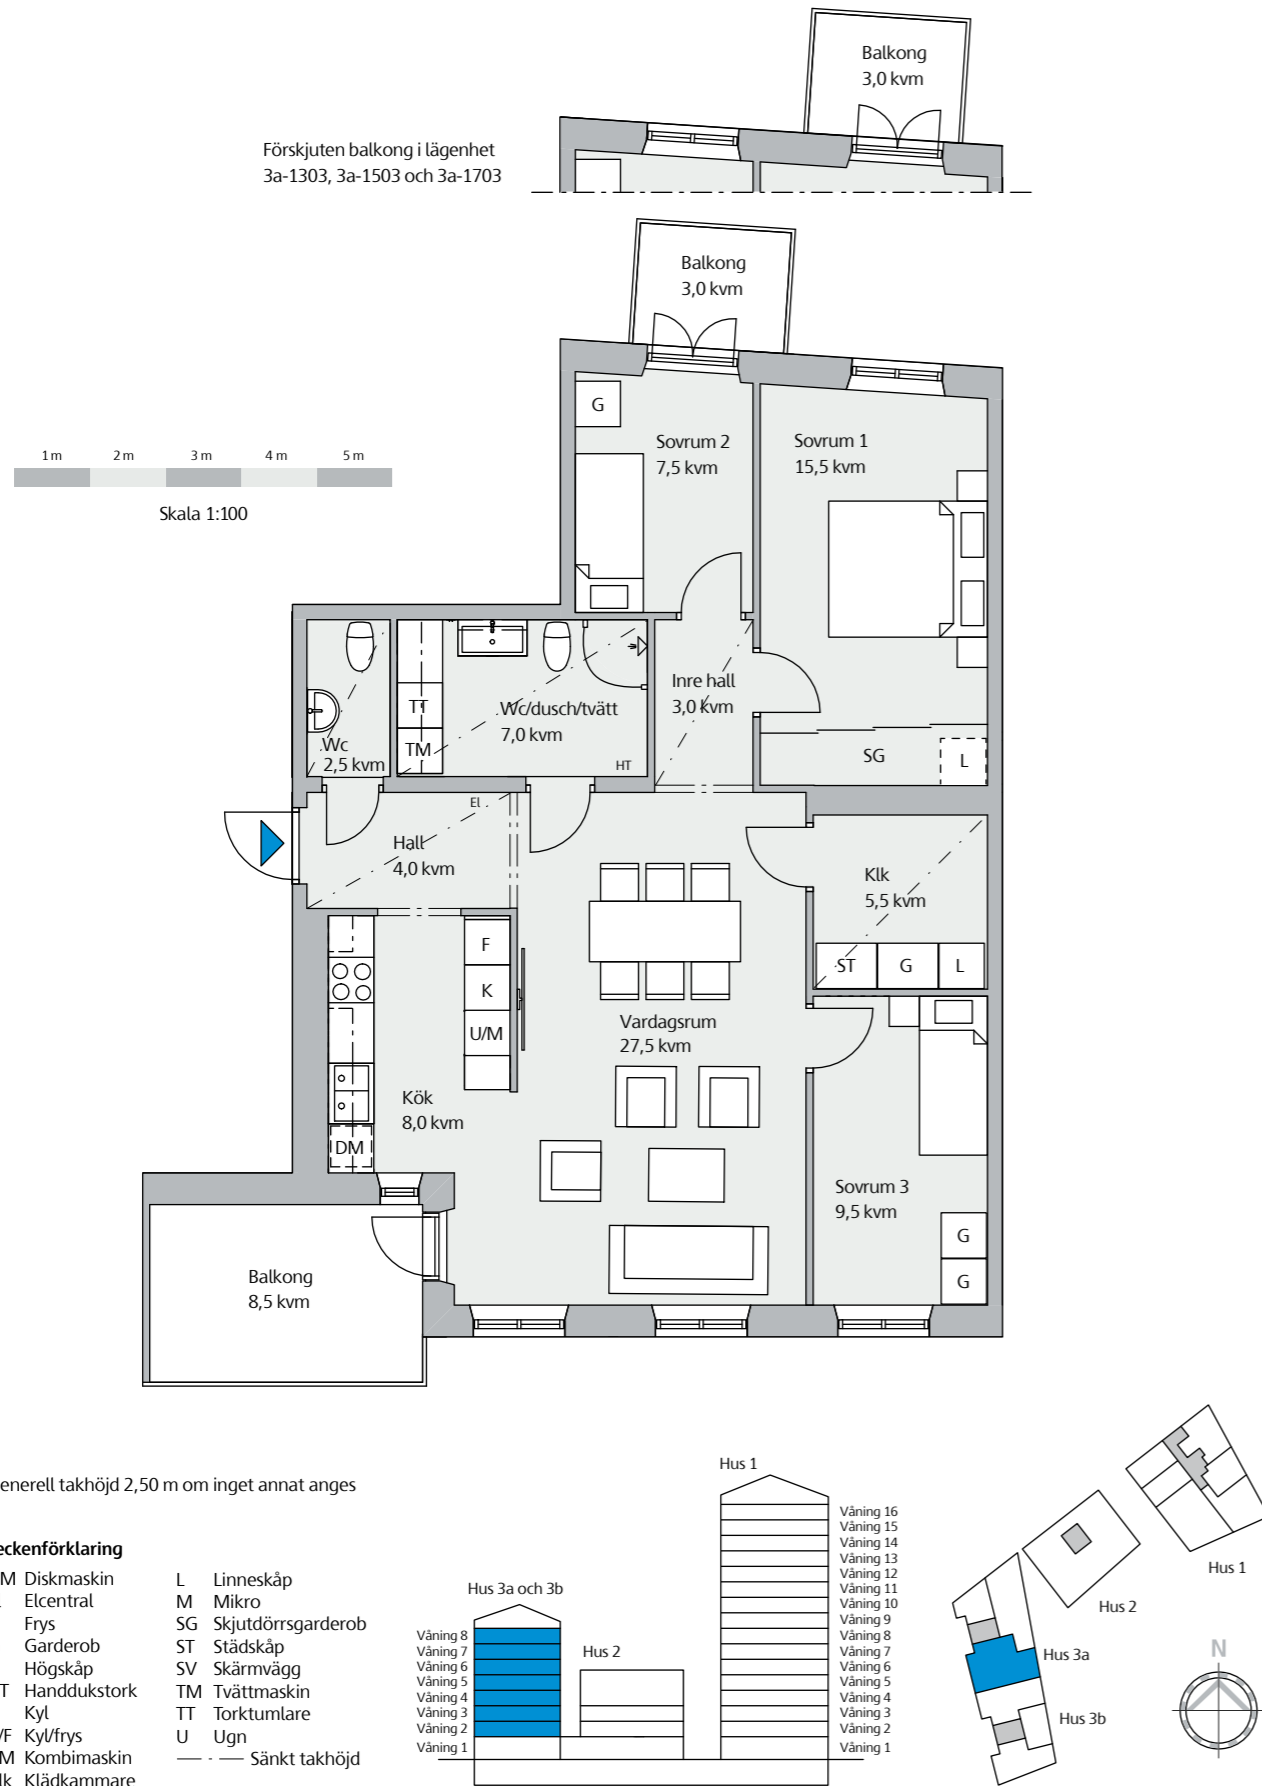 Balkong
3,0 kvm
Förskjuten balkong i lägenhet
3a-1303, 3a-1503 och 3a-1703
Balkong
3,0 kvm
G
Sovrum 2
7,5 kvm
Sovrum 1
15,5 kvm
1 m 2 m 3 m 4 m 5 m
Skala 1:100
Inre hall
3,0 kvm
TT
Wc/dusch/tvätt
7,0 kvm
Wc
2,5 kvm
TM
HT
SG
L
El
Hall
4,0 kvm
Klk
5,5 kvm
F
ST G L
K
Vardagsrum
27,5 kvm
U/M
Kök
8,0 kvm
DM
Sovrum 3
9,5 kvm
G
G
Balkong
8,5 kvm
enerell takhöjd 2,50 m om inget annat anges
eckenförklaring
M Diskmaskin
Elcentral
Frys
Garderob
Högskåp
T Handdukstork
Kyl
/F Kyl/frys
M Kombimaskin
lk Klädkammare
L Linneskåp
M Mikro
SG Skjutdörrsgarderob
ST Städskåp
SV Skärmvägg
TM Tvättmaskin
TT Torktumlare
U Ugn
Sänkt takhöjd
Hus 3a och 3b
Våning 8
Våning 7
Våning 6
Våning 5
Våning 4
Våning 3
Våning 2
Våning 1
Hus 2
Hus 1
Våning 16
Våning 15
Våning 14
Våning 13
Våning 12
Våning 11
Våning 10
Våning 9
Våning 8
Våning 7
Våning 6
Våning 5
Våning 4
Våning 3
Våning 2
Våning 1
Hus 1
Hus 2
Hus 3a
Hus 3b
N